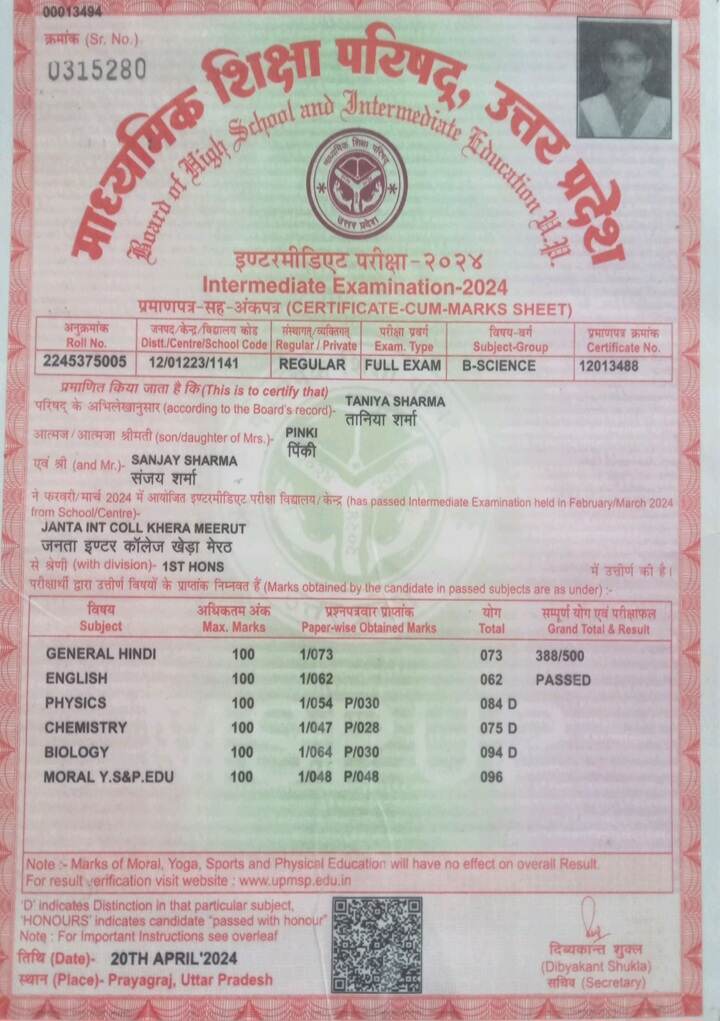 00013494
क्रमांक (Sr. No.)
0315280
माध्यमिक शिक्षा परिषद्, उत्तर प्रदेश
Board of High School and Intermediate Education U.P.
माध्यमिक शिक्षा परिषद्
उत्तर प्रदेश
इण्टरमीडिएट परीक्षा-२०२४
Intermediate Examination-2024
प्रमाणपत्र-सह-अंकपत्र (CERTIFICATE-CUM-MARKS SHEET)
अनुक्रमांक जनपद/केन्द्र/विद्यालय कोड संस्थागत/व्यक्तिगत परीक्षा प्रवर्ग विषय-वर्ग प्रमाणपत्र क्रमांक
Roll No. Distt./Centre/School Code Regular / Private Exam. Type Subject-Group Certificate No.
2245375005 12/01223/1141 REGULAR FULL EXAM B-SCIENCE 12013488
प्रमाणित किया जाता है कि (This is to certify that)
TANIYA SHARMA
परिषद् के अभिलेखानुसार (according to the Board's record)- तानिया शर्मा
आत्मज/आत्मजा श्रीमती (son/daughter of Mrs.)- PINKI
पिंकी
एवं श्री (and Mr.)- SANJAY SHARMA
संजय शर्मा
ने फरवरी/मार्च 2024 में आयोजित इण्टरमीडिएट परीक्षा विद्यालय/केन्द्र (has passed Intermediate Examination held in February/March 2024
from School/Centre)-
JANTA INT COLL KHERA MEERUT
जनता इण्टर कॉलेज खेड़ा मेरठ
से श्रेणी (with division)- 1ST HONS में उत्तीर्ण की है।
परीक्षार्थी द्वारा उत्तीर्ण विषयों के प्राप्तांक निम्नवत् हैं (Marks obtained by the candidate in passed subjects are as under) :-
विषय अधिकतम अंक प्रश्नपत्रवार प्राप्तांक योग सम्पूर्ण योग एवं परीक्षाफल
Subject Max. Marks Paper-wise Obtained Marks Total Grand Total & Result
GENERAL HINDI 100 1/073 073 388/500
ENGLISH 100 1/062 062 PASSED
PHYSICS 100 1/054 P/030 084 D
CHEMISTRY 100 1/047 P/028 075 D
BIOLOGY 100 1/064 P/030 094 D
MORAL Y.S&P.EDU 100 1/048 P/048 096
Note :- Marks of Moral, Yoga, Sports and Physical Education will have no effect on overall Result.
For result verification visit website : www.upmsp.edu.in
'D' indicates Distinction in that particular subject,
'HONOURS' indicates candidate "passed with honour"
Note : For Important Instructions see overleaf
तिथि (Date)- 20TH APRIL'2024
स्थान (Place)- Prayagraj, Uttar Pradesh
दिब्यकान्त शुक्ल
(Dibyakant Shukla)
सचिव (Secretary)